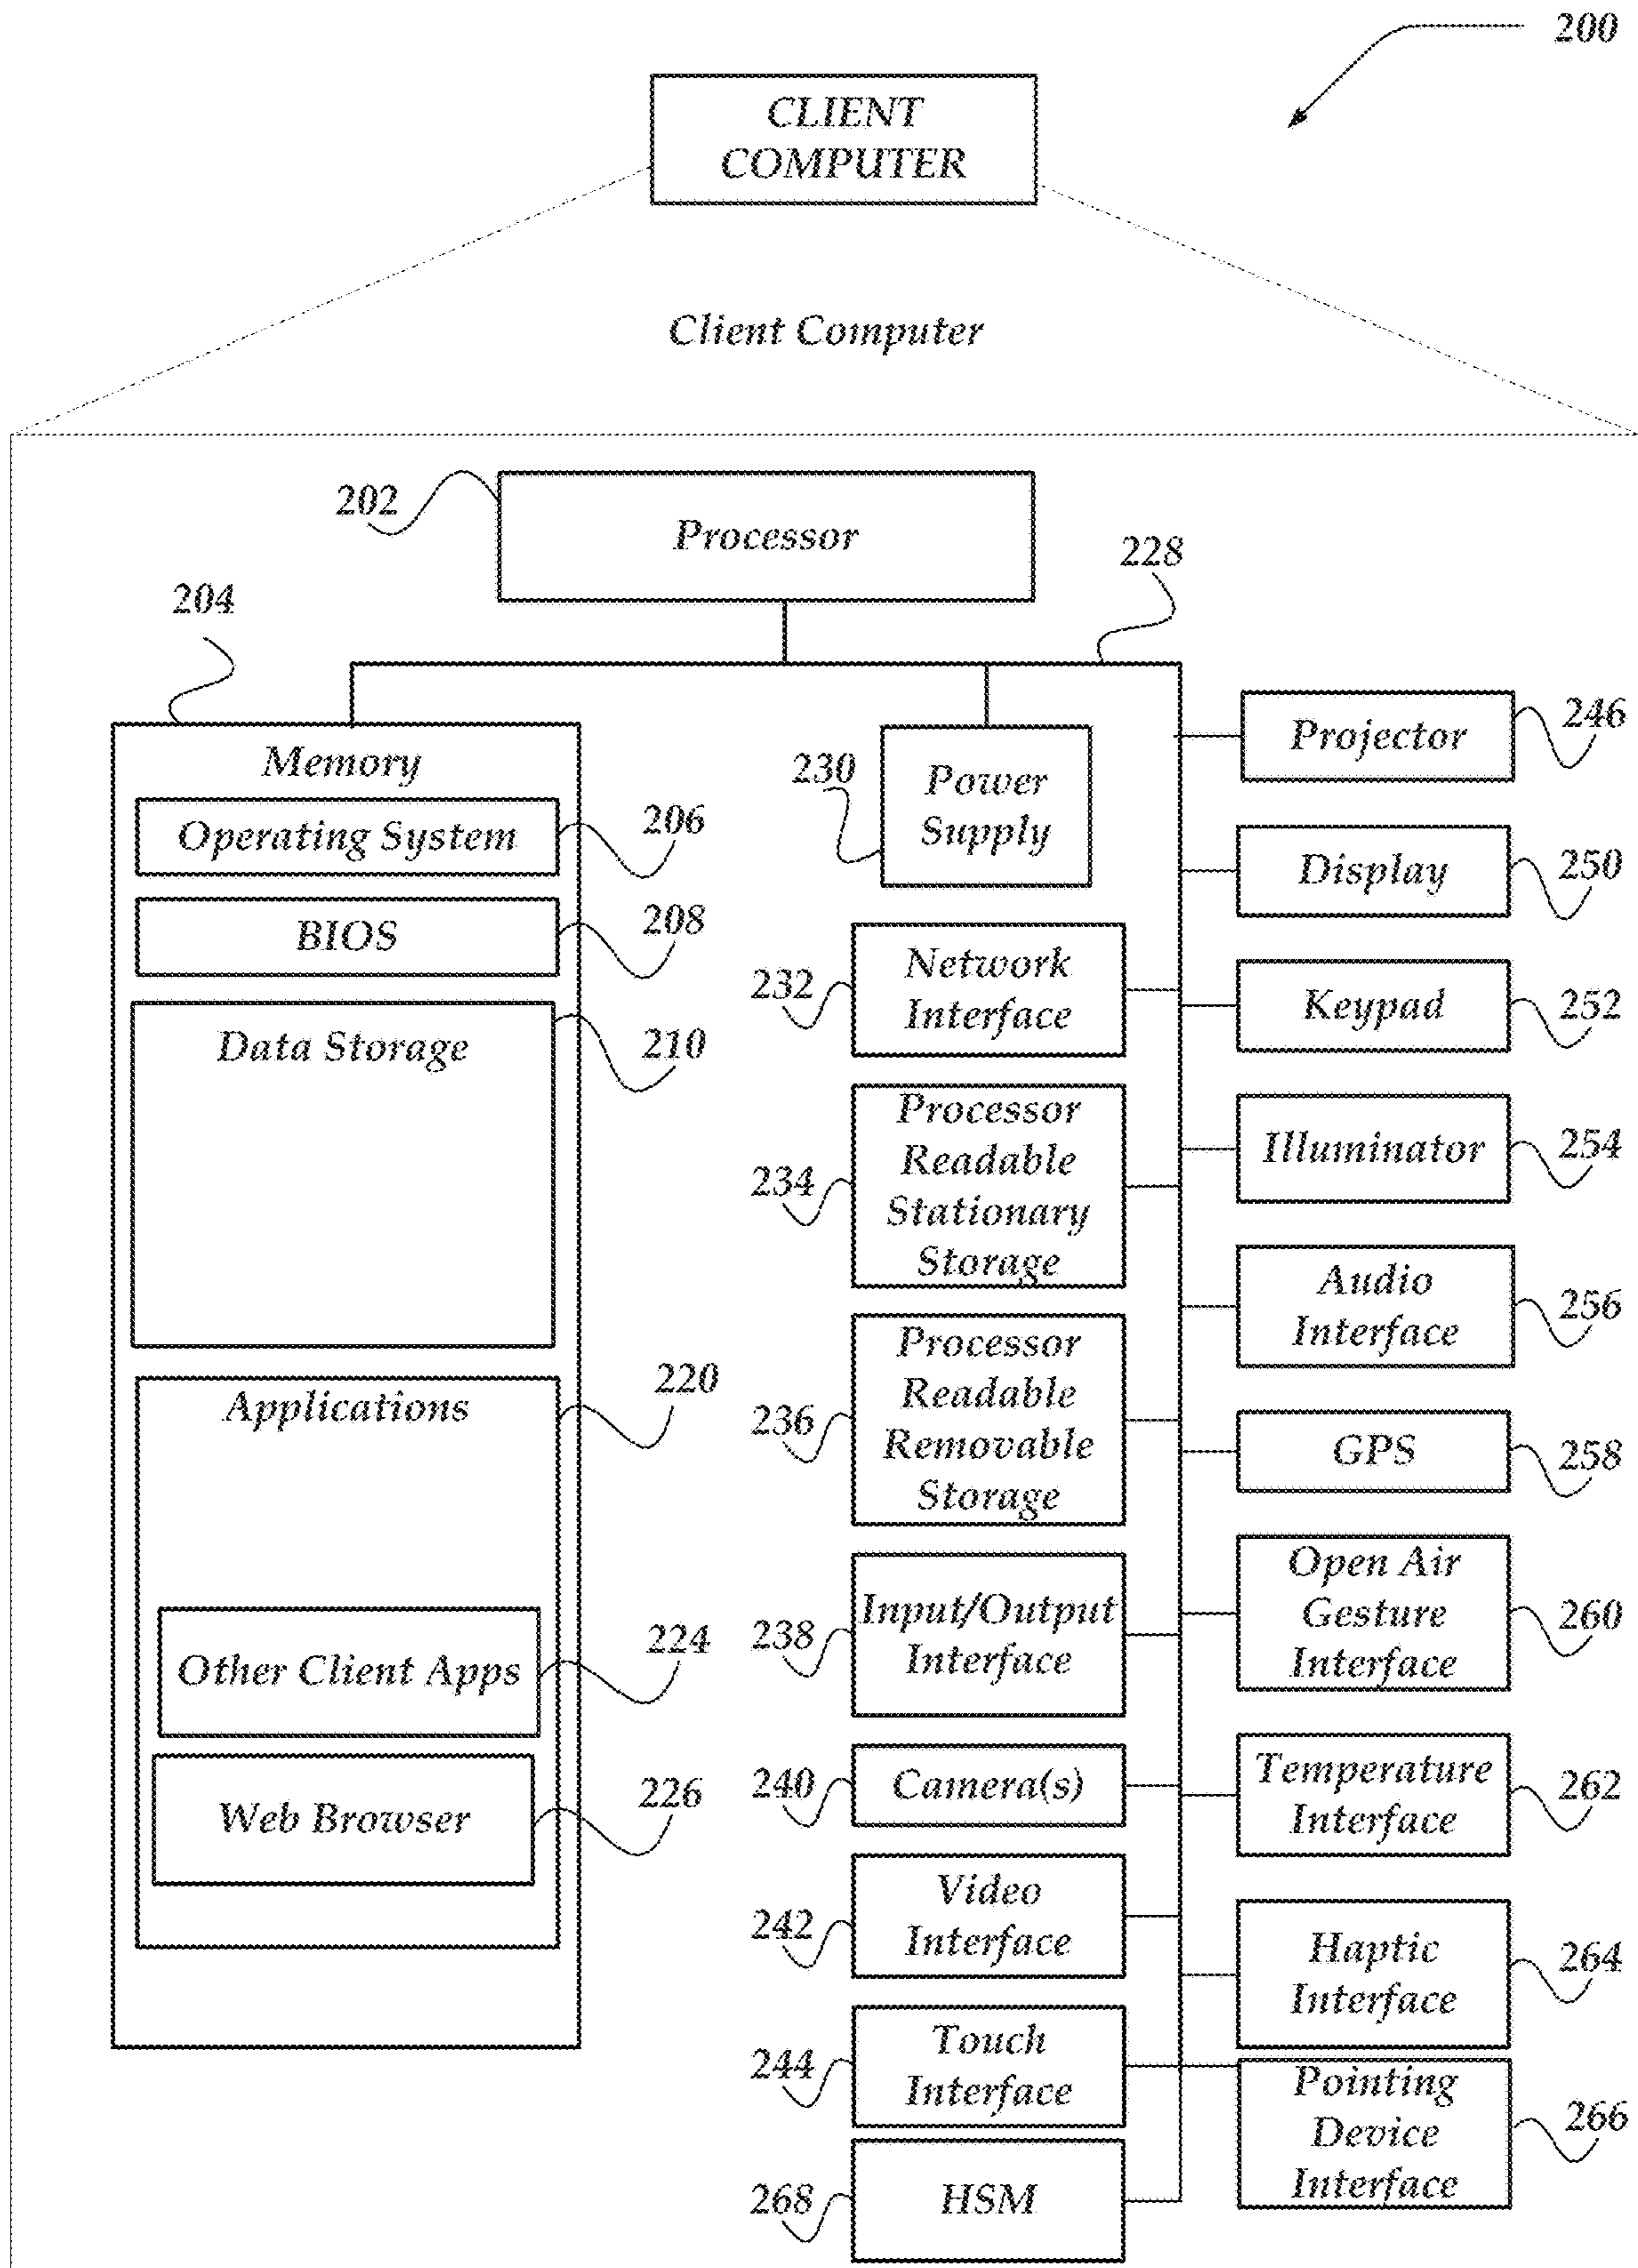 200
CLIENT
COMPUTER
Client Computer
202
Processor
228
204
Memory
Operating System
206
BIOS
208
Data Storage
210
Applications
220
Other Client Apps
224
Web Browser
226
230
Power
Supply
232
Network
Interface
234
Processor
Readable
Stationary
Storage
236
Processor
Readable
Removable
Storage
238
Input/Output
Interface
240
Camera(s)
242
Video
Interface
244
Touch
Interface
268
HSM
Projector
246
Display
250
Keypad
252
Illuminator
254
Audio
Interface
256
GPS
258
Open Air
Gesture
Interface
260
Temperature
Interface
262
Haptic
Interface
264
Pointing
Device
Interface
266